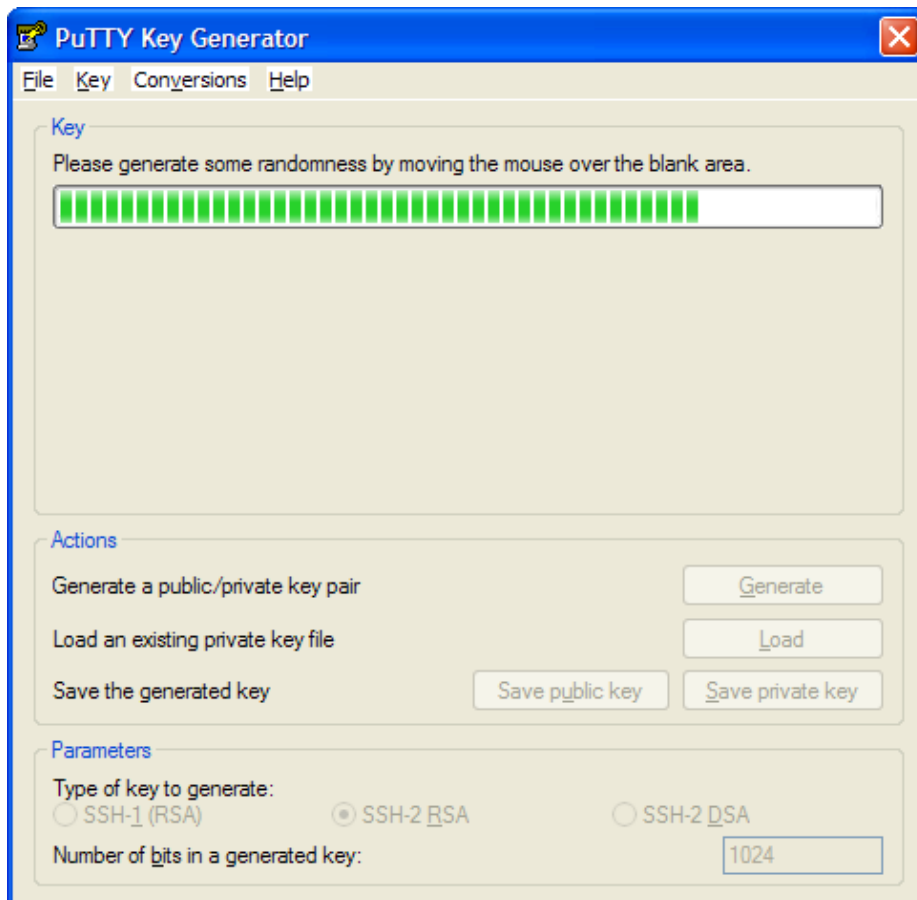 PuTTY Key Generator
File Key Conversions Help
Key
Please generate some randomness by moving the mouse over the blank area.
Actions
Generate a public/private key pair Generate
Load an existing private key file Load
Save the generated key Save public key Save private key
Parameters
Type of key to generate:
SSH-1 (RSA) SSH-2 RSA SSH-2 DSA
Number of bits in a generated key: 1024